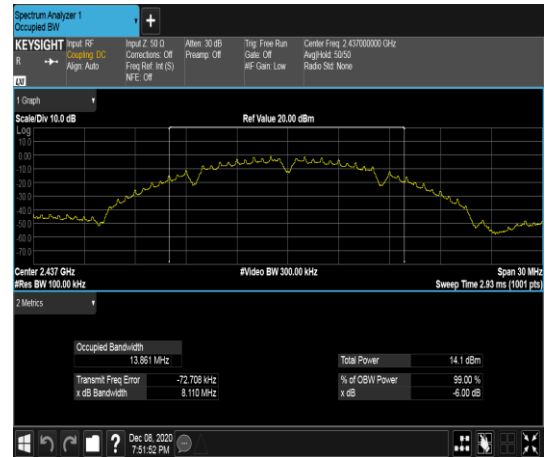 Spectrum Analyzer 1
Occupied BW
+
KEYSIGHT Input: RF Input Z: 50 Ω Atten: 30 dB Trig: Free Run Center Freq: 2.437000000 GHz
R Coupling: DC Corrections: Off Preamp: Off Gate: Off Avg|Hold: 50/50
Align: Auto Freq Ref: Int (S) #IF Gain: Low Radio Std: None
LXI NFE: Off
1 Graph
Scale/Div 10.0 dB Ref Value 20.00 dBm
Log
10.0
0.00
-10.0
-20.0
-30.0
-40.0
-50.0
-60.0
-70.0
Center 2.437 GHz #Video BW 300.00 kHz Span 30 MHz
#Res BW 100.00 kHz Sweep Time 2.93 ms (1001 pts)
2 Metrics
Occupied Bandwidth
13.861 MHz Total Power 14.1 dBm
Transmit Freq Error -72.708 kHz % of OBW Power 99.00 %
x dB Bandwidth 8.110 MHz x dB -6.00 dB
? Dec 08, 2020
7:51:52 PM